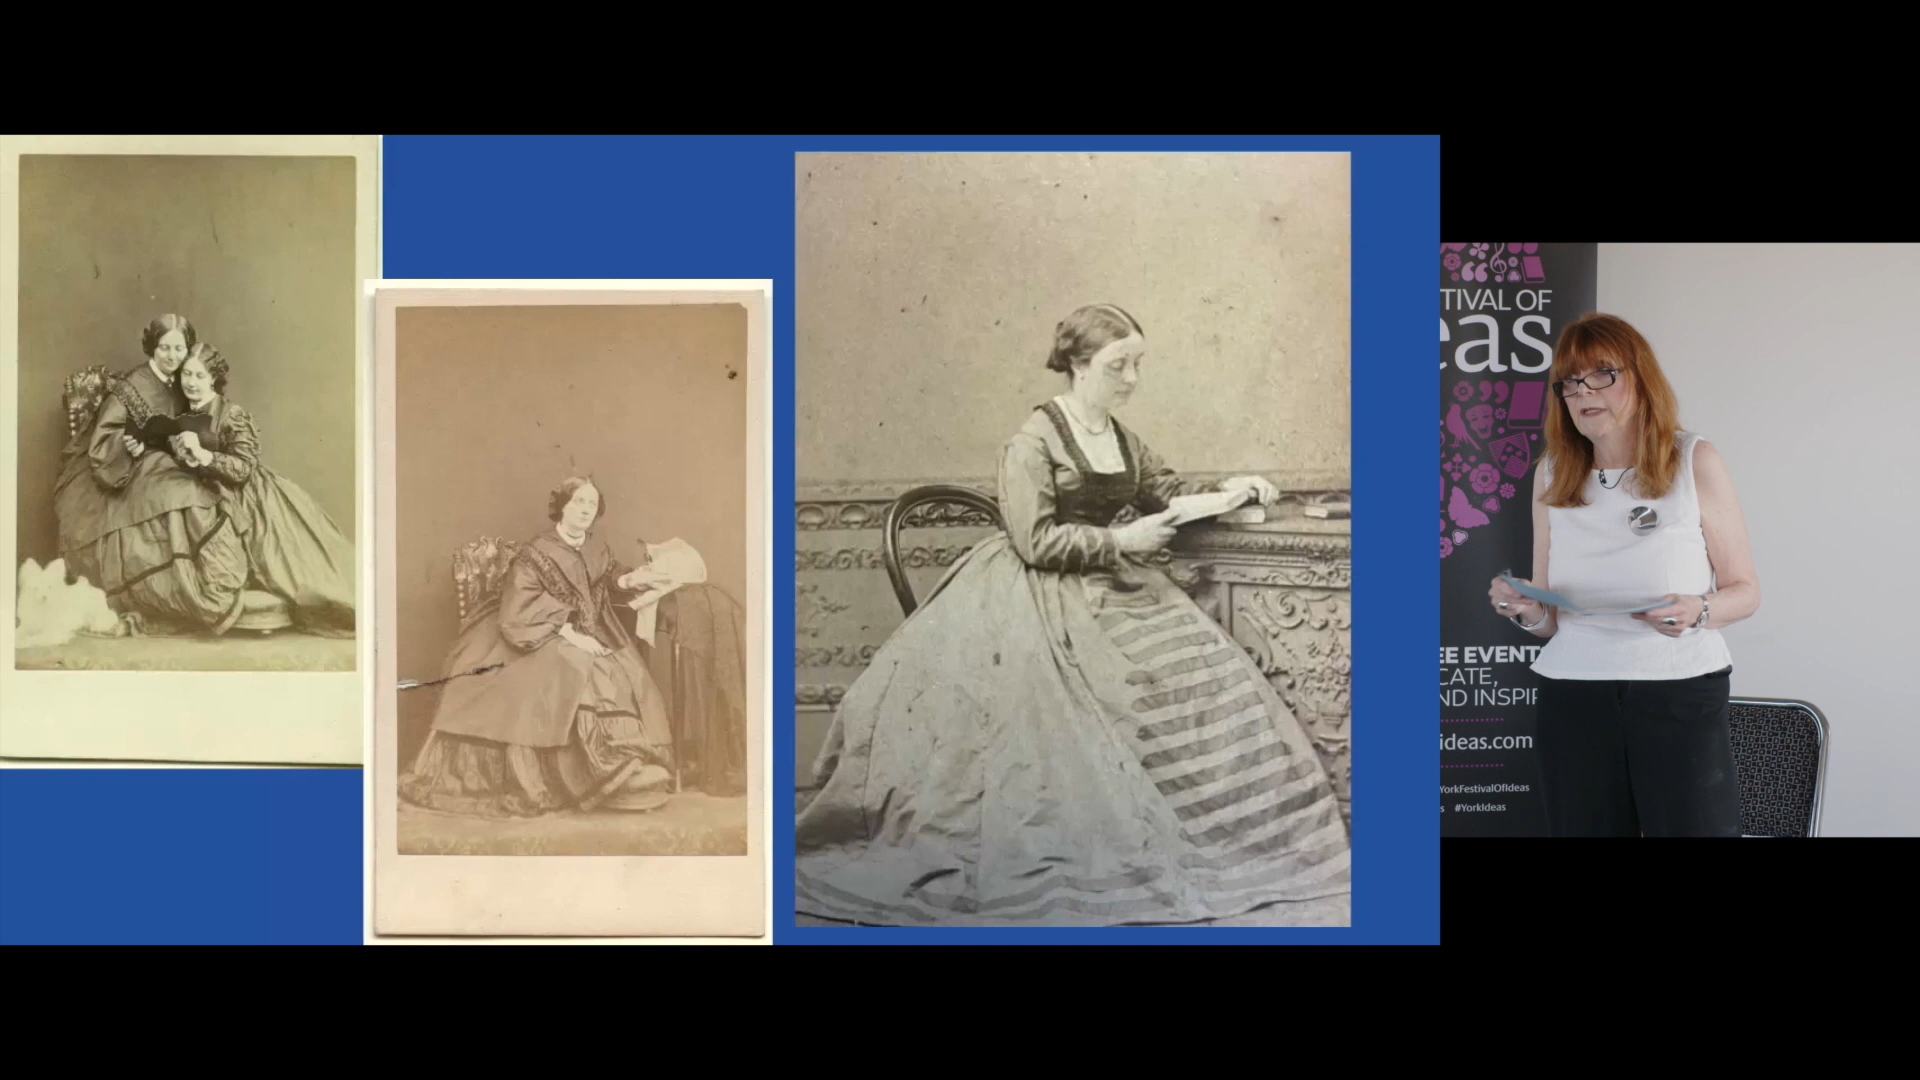 TIVAL OF
eas
EE EVENT
CATE,
ND INSPIR
ideas.com
YorkFestivalOfIdeas
s #YorkIdeas